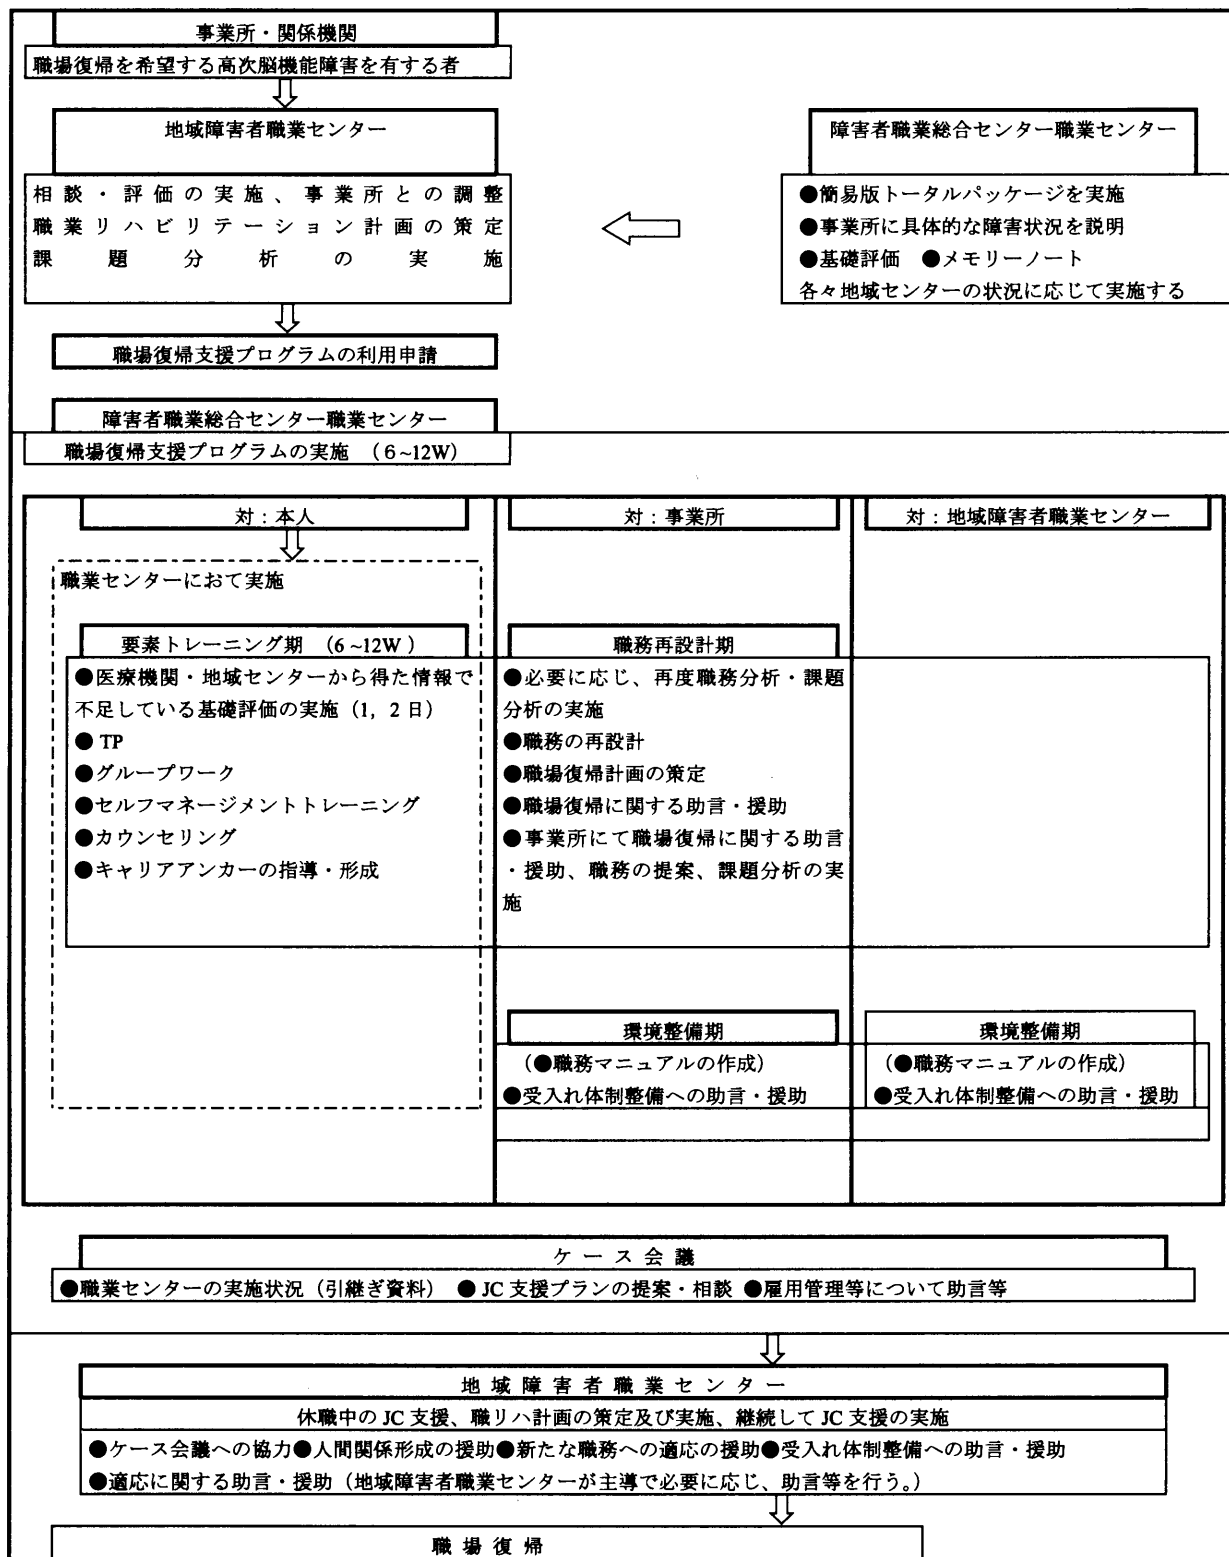 事業所・関係機関
職場復帰を希望する高次脳機能障害を有する者
地域障害者職業センター
相談・評価の実施、事業所との調整
職業リハビリテーション計画の策定
課題分析の実施
障害者職業総合センター職業センター
●簡易版トータルパッケージを実施
●事業所に具体的な障害状況を説明
●基礎評価 ●メモリーノート
各々地域センターの状況に応じて実施する
職場復帰支援プログラムの利用申請
障害者職業総合センター職業センター
職場復帰支援プログラムの実施 (6~12W)
対:本人
対:事業所
対:地域障害者職業センター
職業センターにおて実施
要素トレーニング期 (6~12W)
●医療機関・地域センターから得た情報で
不足している基礎評価の実施(1, 2日)
● TP
●グループワーク
●セルフマネージメントトレーニング
●カウンセリング
●キャリアアンカーの指導・形成
職務再設計期
●必要に応じ、再度職務分析・課題
分析の実施
●職務の再設計
●職場復帰計画の策定
●職場復帰に関する助言・援助
●事業所にて職場復帰に関する助言
・援助、職務の提案、課題分析の実
施
環境整備期
(●職務マニュアルの作成)
●受入れ体制整備への助言・援助
環境整備期
(●職務マニュアルの作成)
●受入れ体制整備への助言・援助
ケース会議
●職業センターの実施状況(引継ぎ資料) ● JC支援プランの提案・相談 ●雇用管理等について助言等
地域障害者職業センター
休職中のJC支援、職リハ計画の策定及び実施、継続してJC支援の実施
●ケース会議への協力●人間関係形成の援助●新たな職務への適応の援助●受入れ体制整備への助言・援助
●適応に関する助言・援助(地域障害者職業センターが主導で必要に応じ、助言等を行う。)
職場復帰